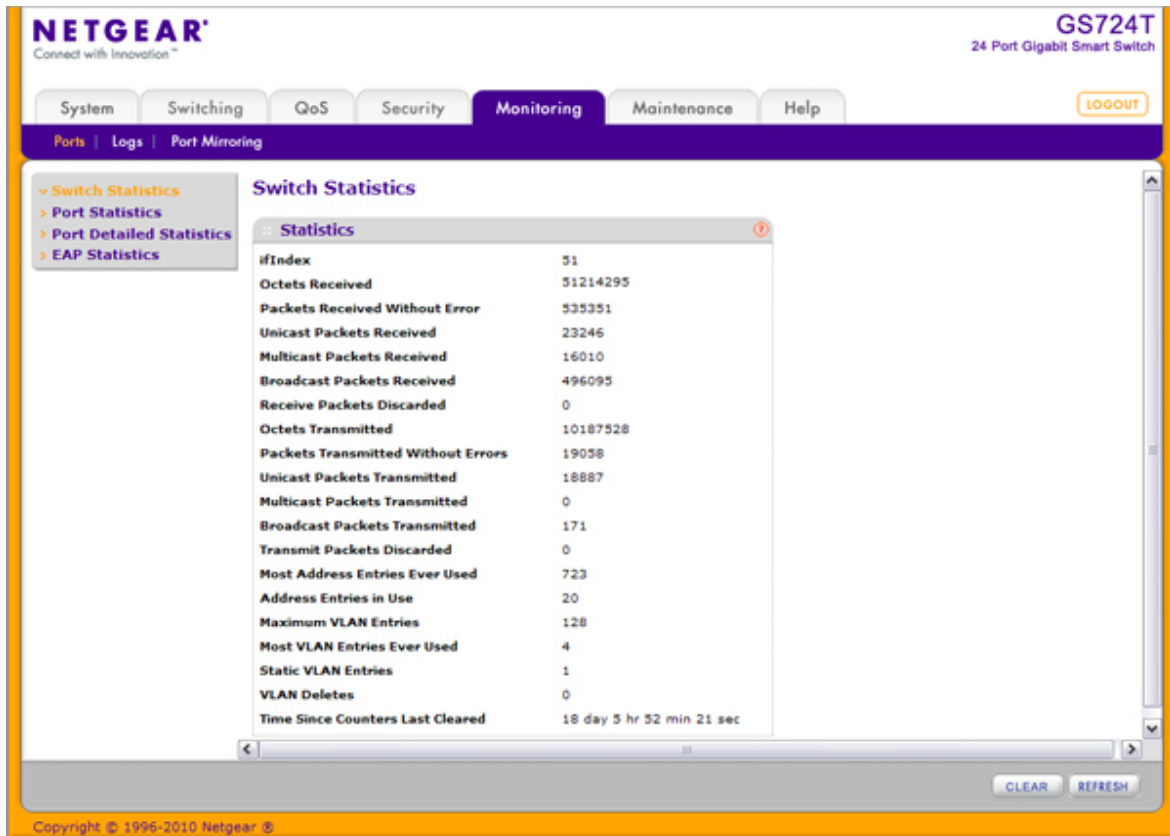 NETGEAR®
Connect with Innovation™
GS724T
24 Port Gigabit Smart Switch
System Switching QoS Security Monitoring Maintenance Help LOGOUT
Ports | Logs | Port Mirroring
Switch Statistics
Port Statistics
Port Detailed Statistics
EAP Statistics
Switch Statistics
Statistics ?
ifIndex 51
Octets Received 51214295
Packets Received Without Error 535351
Unicast Packets Received 23246
Multicast Packets Received 16010
Broadcast Packets Received 496095
Receive Packets Discarded 0
Octets Transmitted 10187528
Packets Transmitted Without Errors 19058
Unicast Packets Transmitted 18887
Multicast Packets Transmitted 0
Broadcast Packets Transmitted 171
Transmit Packets Discarded 0
Most Address Entries Ever Used 723
Address Entries in Use 20
Maximum VLAN Entries 128
Most VLAN Entries Ever Used 4
Static VLAN Entries 1
VLAN Deletes 0
Time Since Counters Last Cleared 18 day 5 hr 52 min 21 sec
CLEAR REFRESH
Copyright © 1996-2010 Netgear ®